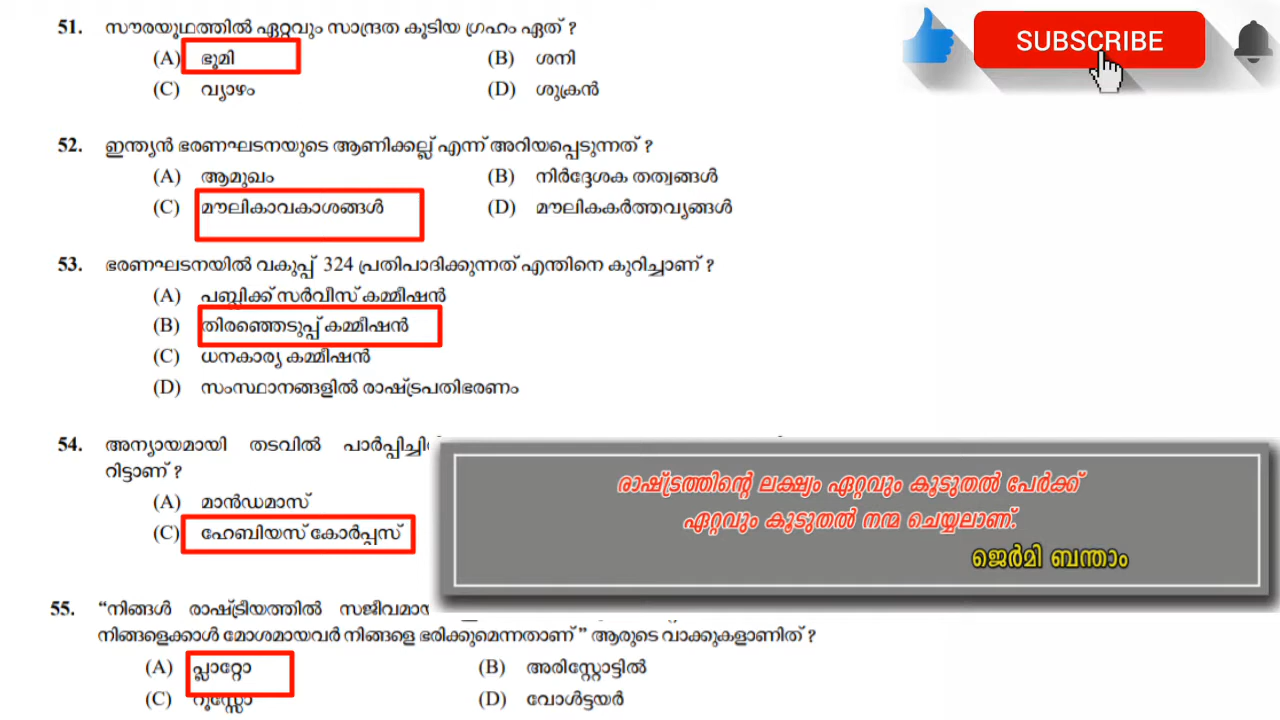 51. സൗരയൂഥത്തിൽ ഏറ്റവും സാന്ദ്രത കൂടിയ ഗ്രഹം ഏത് ?
(A) ഭൂമി (B) ശനി
(C) വ്യാഴം (D) ശുക്രൻ
SUBSCRIBE
52. ഇന്ത്യൻ ഭരണഘടനയുടെ ആണിക്കല്ല് എന്ന് അറിയപ്പെടുന്നത് ?
(A) ആമുഖം (B) നിർദ്ദേശക തത്വങ്ങൾ
(C) മൗലികാവകാശങ്ങൾ (D) മൗലികകർത്തവ്യങ്ങൾ
53. ഭരണഘടനയിൽ വകുപ്പ് 324 പ്രതിപാദിക്കുന്നത് എന്തിനെ കുറിച്ചാണ് ?
(A) പബ്ലിക്ക് സർവീസ് കമ്മീഷൻ
(B) തിരഞ്ഞെടുപ്പ് കമ്മീഷൻ
(C) ധനകാര്യ കമ്മീഷൻ
(D) സംസ്ഥാനങ്ങളിൽ രാഷ്ട്രപതിഭരണം
54. അന്യായമായി തടവിൽ
റിട്ടാണ് ?
(A) മാൻഡമാസ്
(C) ഹേബിയസ് കോർപ്പസ്
രാഷ്ട്രത്തിന്റെ ലക്ഷ്യം ഏറ്റവും കൂടുതൽ പേർക്ക്
ഏറ്റവും കൂടുതൽ നന്മ ചെയ്യലാണ്.
ജെർമി ബന്താം
55. “നിങ്ങൾ രാഷ്ട്രീയത്തിൽ
നിങ്ങളെക്കാൾ മോശമായവർ നിങ്ങളെ ഭരിക്കുമെന്നതാണ് ” ആരുടെ വാക്കുകളാണിത് ?
(A) പ്ലാറ്റോ (B) അരിസ്റ്റോട്ടിൽ
(C) റൂസ്സോ (D) വോൾട്ടയർ